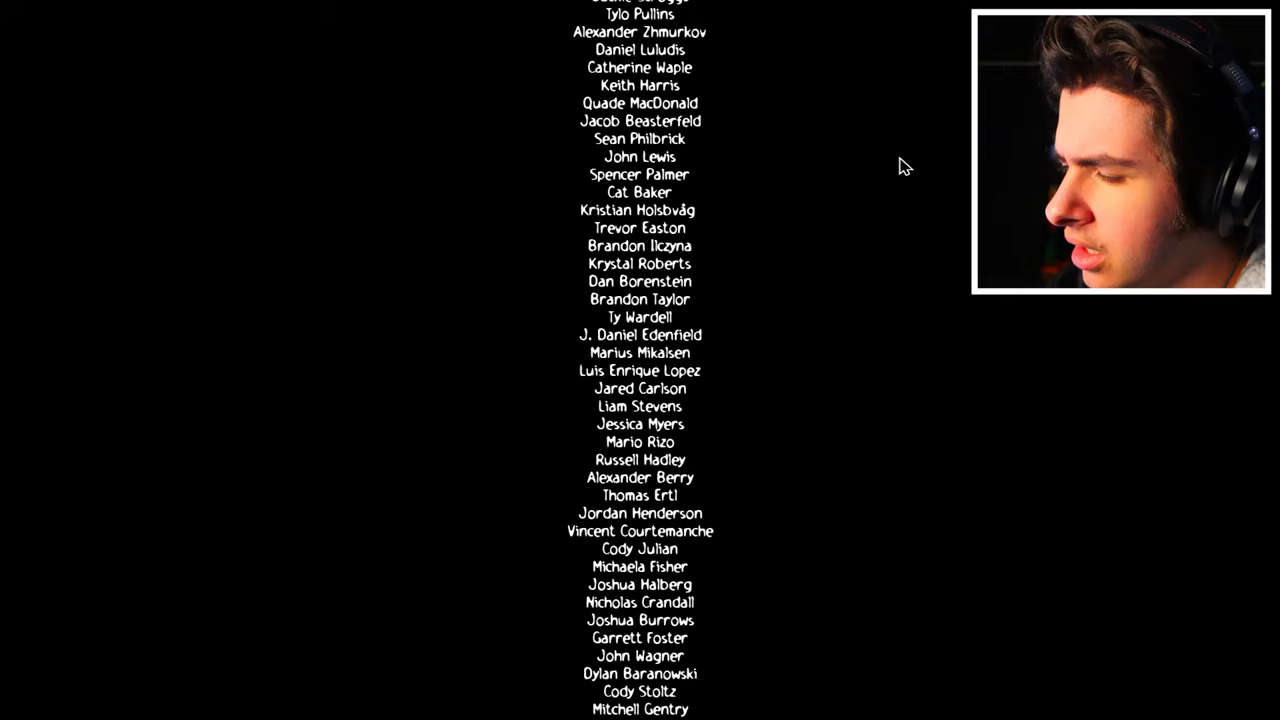 Tylo Pullins
Alexander Zhmurkov
Daniel Luludis
Catherine Waple
Keith Harris
Quade MacDonald
Jacob Beasterfeld
Sean Philbrick
John Lewis
Spencer Palmer
Cat Baker
Kristian Holsbvåg
Trevor Easton
Brandon Ilczyna
Krystal Roberts
Dan Borenstein
Brandon Taylor
Ty Wardell
J. Daniel Edenfield
Marius Mikalsen
Luis Enrique Lopez
Jared Carlson
Liam Stevens
Jessica Myers
Mario Rizo
Russell Hadley
Alexander Berry
Thomas Ertl
Jordan Henderson
Vincent Courtemanche
Cody Julian
Michaela Fisher
Joshua Halberg
Nicholas Crandall
Joshua Burrows
Garrett Foster
John Wagner
Dylan Baranowski
Cody Stoltz
Mitchell Gentry